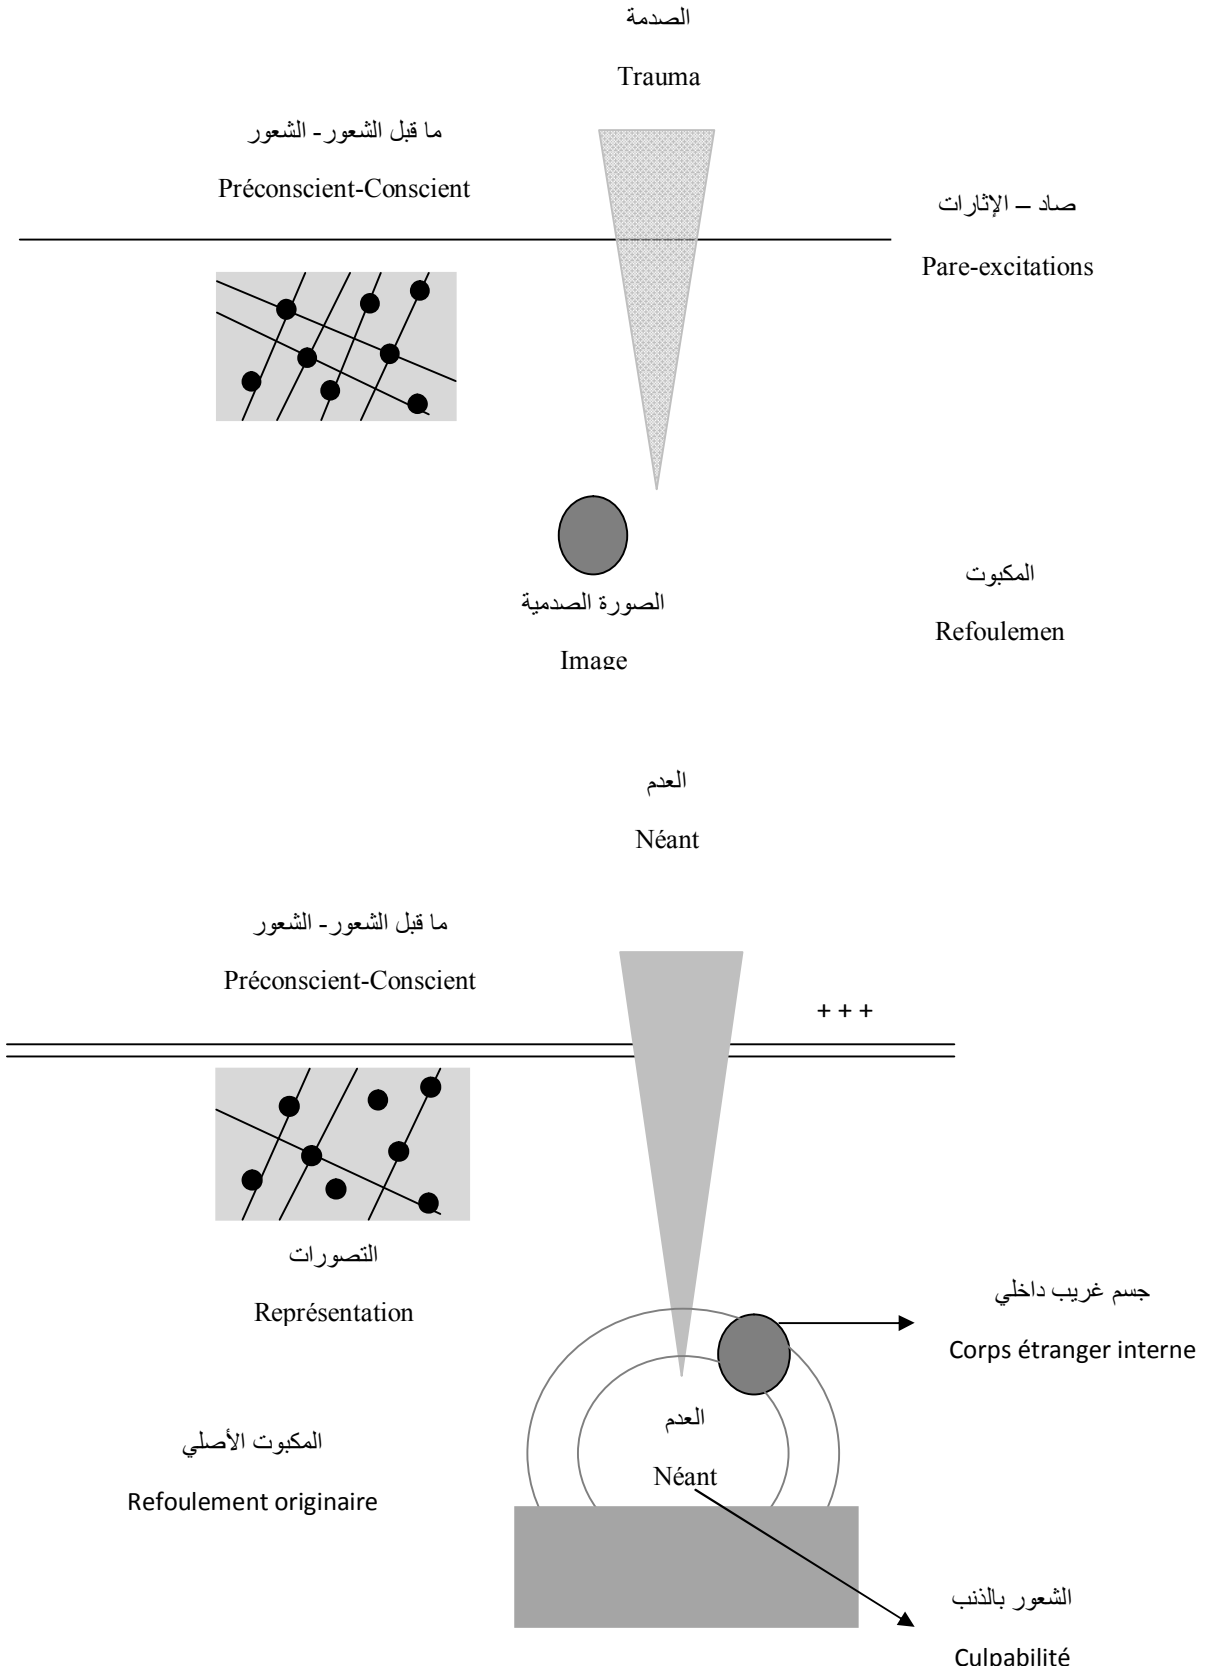 الصدمة
Trauma
ما قبل الشعور- الشعور
Préconscient-Conscient
صاد – الإثارات
Pare-excitations
المكبوت
Refoulemen
الصورة الصدمية
Image
العدم
Néant
ما قبل الشعور- الشعور
Préconscient-Conscient
+ + +
التصورات
Représentation
جسم غريب داخلي
Corps étranger interne
العدم
Néant
المكبوت الأصلي
Refoulement originaire
الشعور بالذنب
Culpabilité